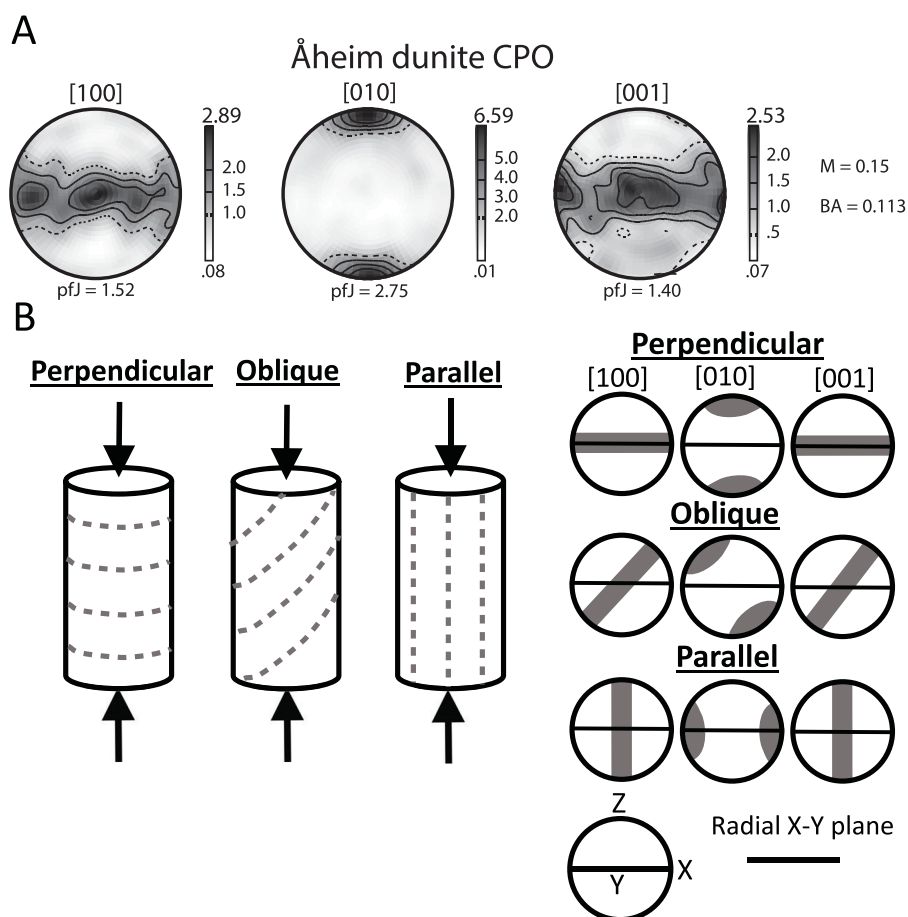 A
Åheim dunite CPO
[100]
[010]
[001]
2.89
2.0
1.5
1.0
.08
pfJ = 1.52
6.59
5.0
4.0
3.0
2.0
.01
pfJ = 2.75
2.53
2.0
1.5
1.0
.5
.07
pfJ = 1.40
M = 0.15
BA = 0.113
B
Perpendicular
Oblique
Parallel
Perpendicular
[100]
[010]
[001]
Oblique
Parallel
Z
X
Y
Radial X-Y plane